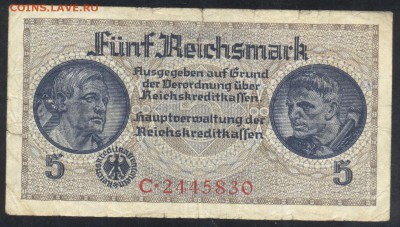 COINS.LAVE.RU
Fünf Reichsmark
Ausgegeben auf Grund
der Verordnung über
Reichskreditkassen
Hauptverwaltung der
Reichskreditkassen
5
5
C·2445830